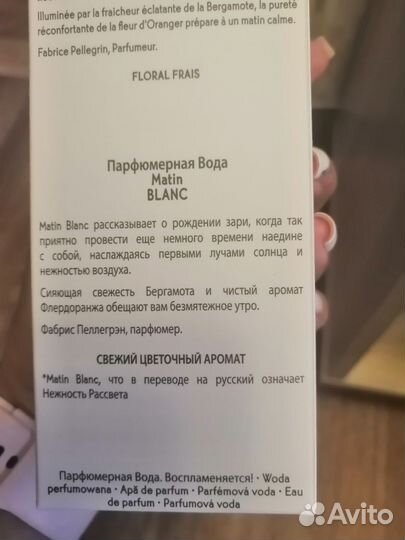 Illuminée par la fraicheur éclatante de la Bergamote, la pureté
réconfortante de la fleur d'Oranger prépare à un matin calme.
Fabrice Pellegrin, Parfumeur.
FLORAL FRAIS
Парфюмерная Вода
Matin
BLANC
Matin Blanc рассказывает о рождении зари, когда так
приятно провести еще немного времени наедине
с собой, наслаждаясь первыми лучами солнца и
нежностью воздуха.
Сияющая свежесть Бергамота и чистый аромат
Флердоранжа обещают вам безмятежное утро.
Фабрис Пеллегрэн, парфюмер.
СВЕЖИЙ ЦВЕТОЧНЫЙ АРОМАТ
*Matin Blanc, что в переводе на русский означает
Нежность Рассвета
Парфюмерная Вода. Воспламеняется! • Woda
perfumowana • Apă de parfum • Parfémová voda • Eau
de parfum • Parfumová voda
Avito